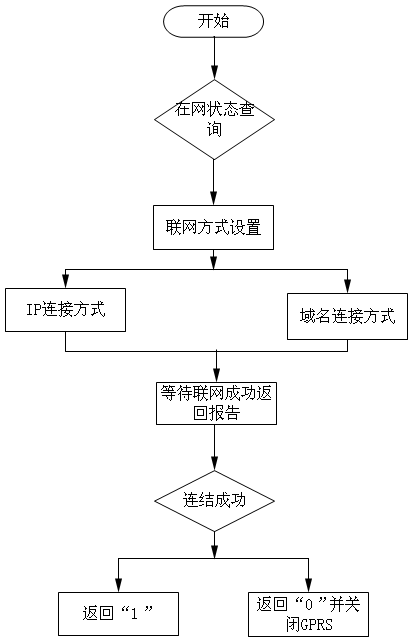 开始
在网状态查
询
联网方式设置
IP连接方式
域名连接方式
等待联网成功返
回报告
连结成功
返回“1”
返回“0”并关
闭GPRS